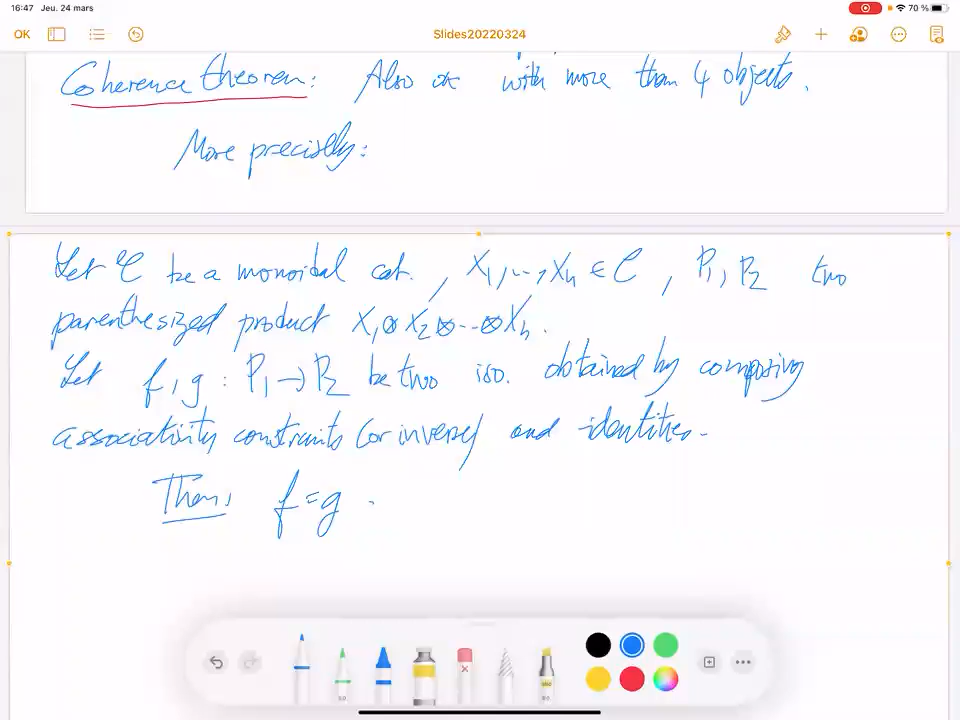 16:47 Jeu. 24 mars
70 %
OK
Slides20220324
Coherence theorem: Also ok with more than 4 objects.
More precisely:
Let C be a monoidal cat., X₁,...,Xₙ ∈ C, P₁, P₂ two
parenthesized product X₁⊗X₂⊗...⊗Xₙ.
Let f, g : P₁ → P₂ be two iso. obtained by composing
associativity constraints (or inverse) and identities.
Then: f = g.